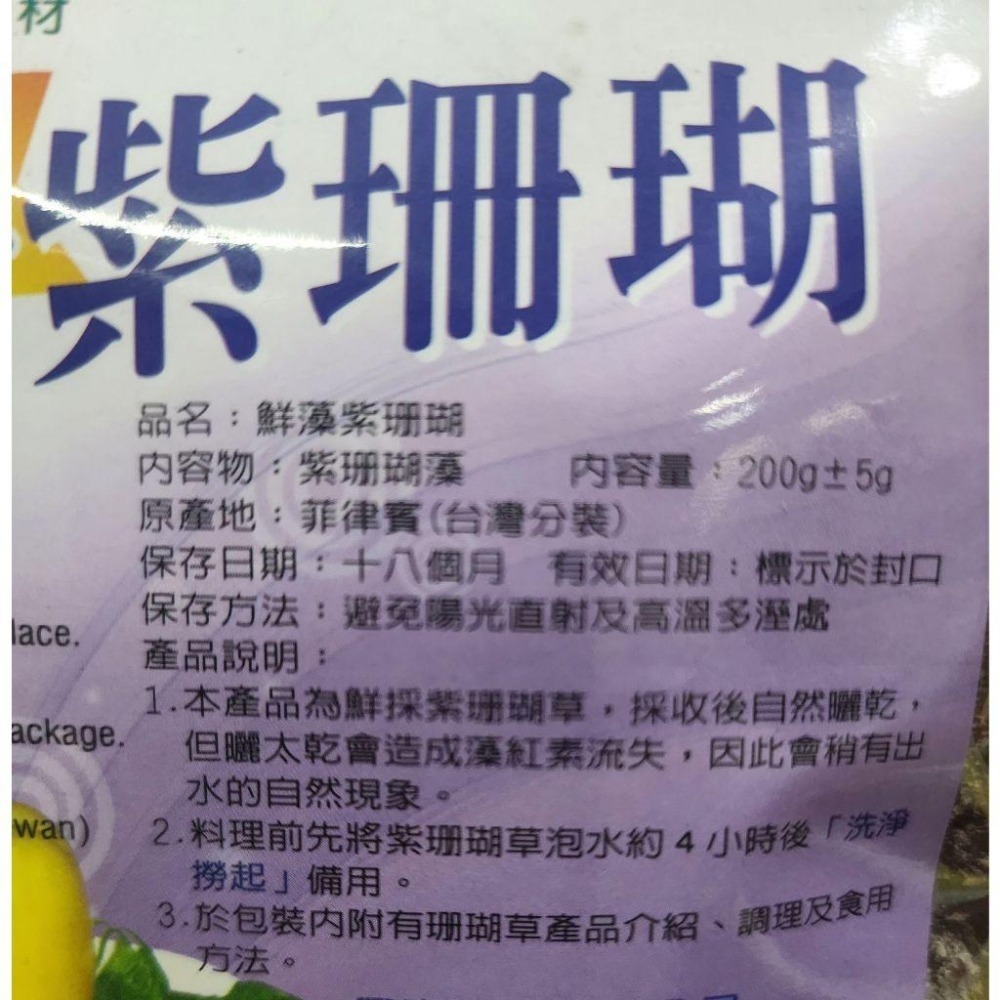 材
紫珊瑚
品名：鮮藻紫珊瑚
內容物：紫珊瑚藻　內容量：200g±5g
原產地：菲律賓(台灣分裝)
保存日期：十八個月　有效日期：標示於封口
保存方法：避免陽光直射及高溫多溼處
lace.
產品說明：
1.本產品為鮮採紫珊瑚草，採收後自然曬乾，
ackage.
但曬太乾會造成藻紅素流失，因此會稍有出
水的自然現象。
wan)
2.料理前先將紫珊瑚草泡水約4小時後「洗淨
撈起」備用。
3.於包裝內附有珊瑚草產品介紹、調理及食用
方法。